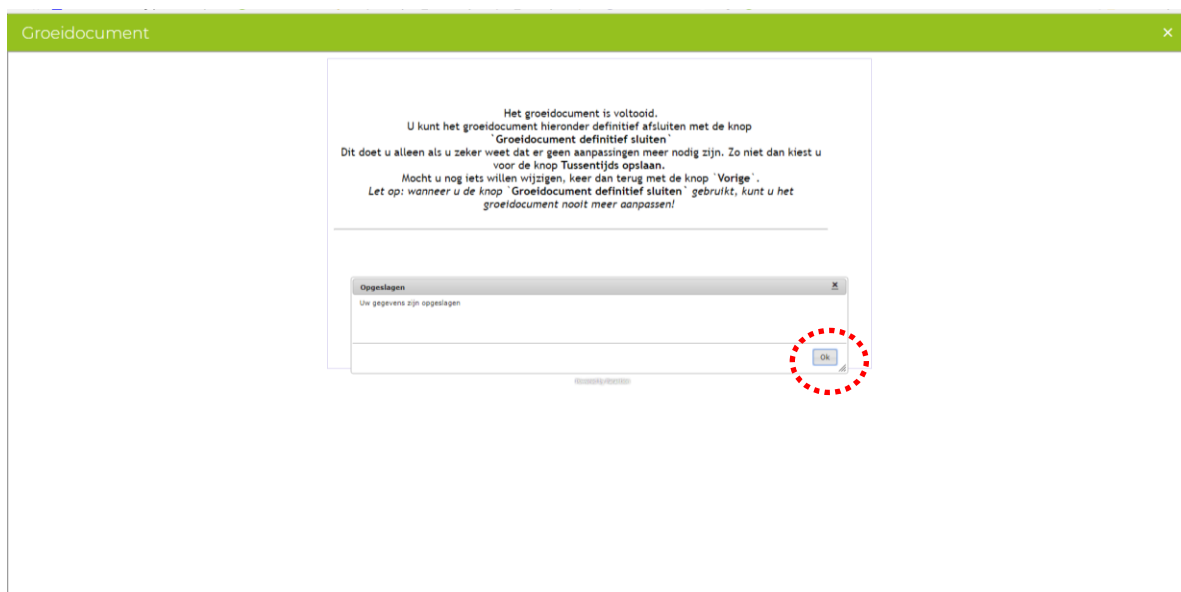 Groeidocument ×
Het groeidocument is voltooid.
U kunt het groeidocument hieronder definitief afsluiten met de knop
`Groeidocument definitief sluiten`
Dit doet u alleen als u zeker weet dat er geen aanpassingen meer nodig zijn. Zo niet dan kiest u
voor de knop Tussentijds opslaan.
Mocht u nog iets willen wijzigen, keer dan terug met de knop `Vorige`.
Let op: wanneer u de knop `Groeidocument definitief sluiten` gebruikt, kunt u het
groeidocument nooit meer aanpassen!
Opgeslagen x
Uw gegevens zijn opgeslagen
Ok